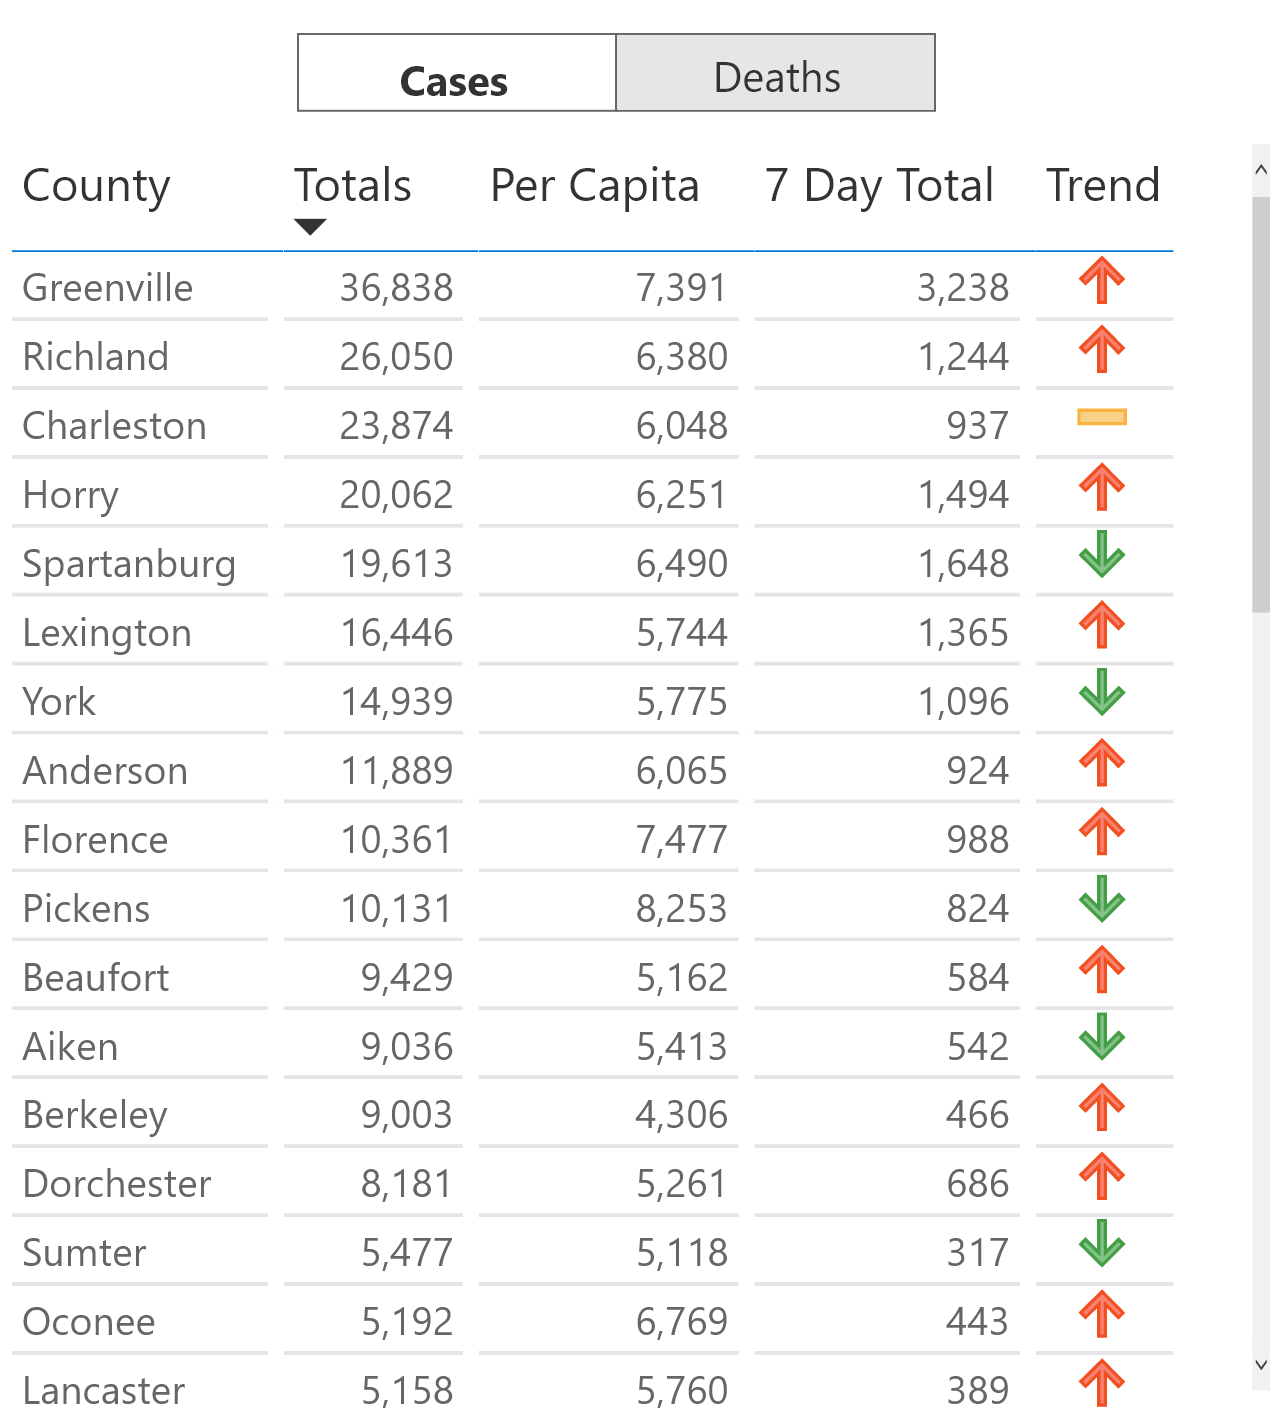 Cases Deaths
County Totals Per Capita 7 Day Total Trend
Greenville 36,838 7,391 3,238
Richland 26,050 6,380 1,244
Charleston 23,874 6,048 937
Horry 20,062 6,251 1,494
Spartanburg 19,613 6,490 1,648
Lexington 16,446 5,744 1,365
York 14,939 5,775 1,096
Anderson 11,889 6,065 924
Florence 10,361 7,477 988
Pickens 10,131 8,253 824
Beaufort 9,429 5,162 584
Aiken 9,036 5,413 542
Berkeley 9,003 4,306 466
Dorchester 8,181 5,261 686
Sumter 5,477 5,118 317
Oconee 5,192 6,769 443
Lancaster 5,158 5,760 389